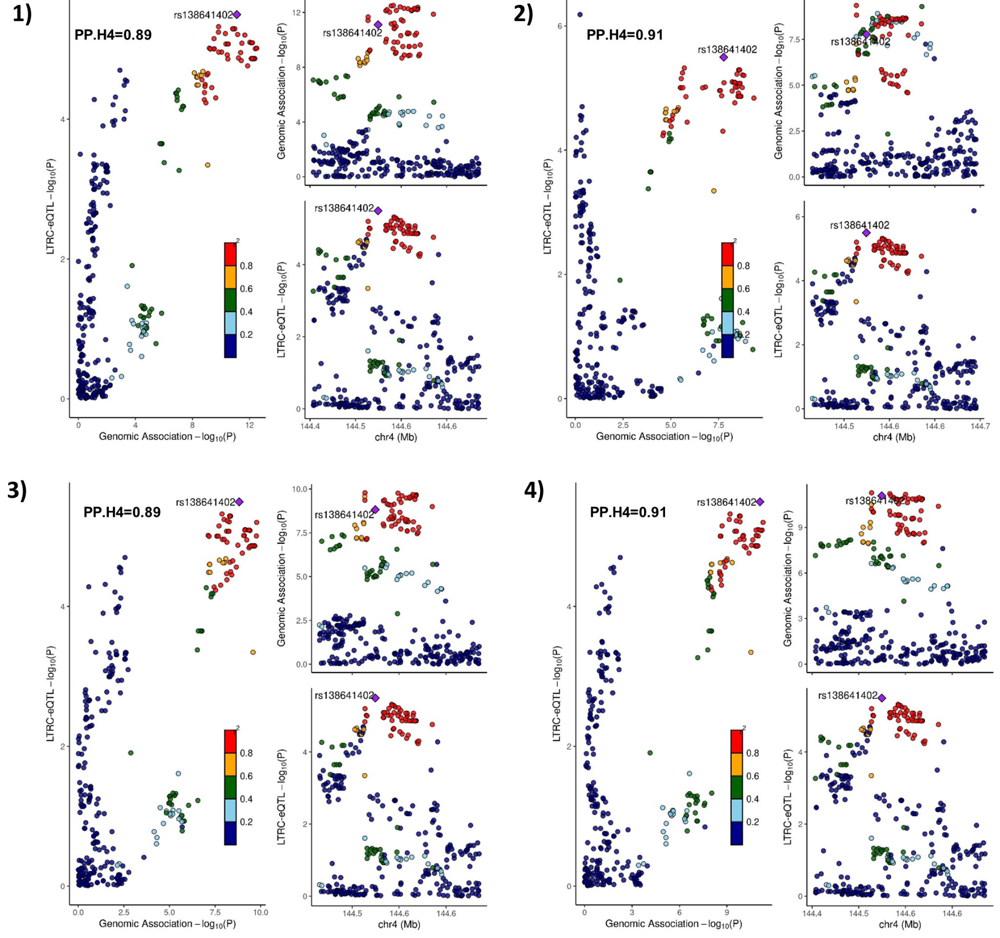 1)
PP.H4=0.89
rs138641402
LTRC-eQTL −log10(P)
4
2
0
0 4 8 12
Genomic Association −log10(P)
r2
0.8
0.6
0.4
0.2
rs138641402
Genomic Association −log10(P)
12
8
4
0
rs138641402
LTRC-eQTL −log10(P)
4
2
0
144.4 144.5 144.6 144.6
chr4 (Mb)
2)
PP.H4=0.91
rs138641402
LTRC-eQTL −log10(P)
6
4
2
0
0.0 2.5 5.0 7.5
Genomic Association −log10(P)
2
0.8
0.6
0.4
0.2
rs138641402
Genomic Association −log10(P)
7.5
5.0
2.5
0.0
rs138641402
LTRC-eQTL −log10(P)
6
4
2
0
144.5 144.6 144.6 144.7
chr4 (Mb)
3)
PP.H4=0.89
rs138641402
LTRC-eQTL −log10(P)
4
2
0
0.0 2.5 5.0 7.5 10.0
Genomic Association −log10(P)
2
0.8
0.6
0.4
0.2
rs138641402
Genomic Association −log10(P)
10.0
7.5
5.0
2.5
0.0
rs138641402
LTRC-eQTL −log10(P)
4
2
0
144.5 144.6 144.6
chr4 (Mb)
4)
PP.H4=0.91
rs138641402
LTRC-eQTL −log10(P)
4
2
0
0 3 6 9
Genomic Association −log10(P)
2
0.8
0.6
0.4
0.2
rs138641402
Genomic Association −log10(P)
9
6
3
0
rs138641402
LTRC-eQTL −log10(P)
4
2
0
144.4 144.5 144.6 144.6
chr4 (Mb)